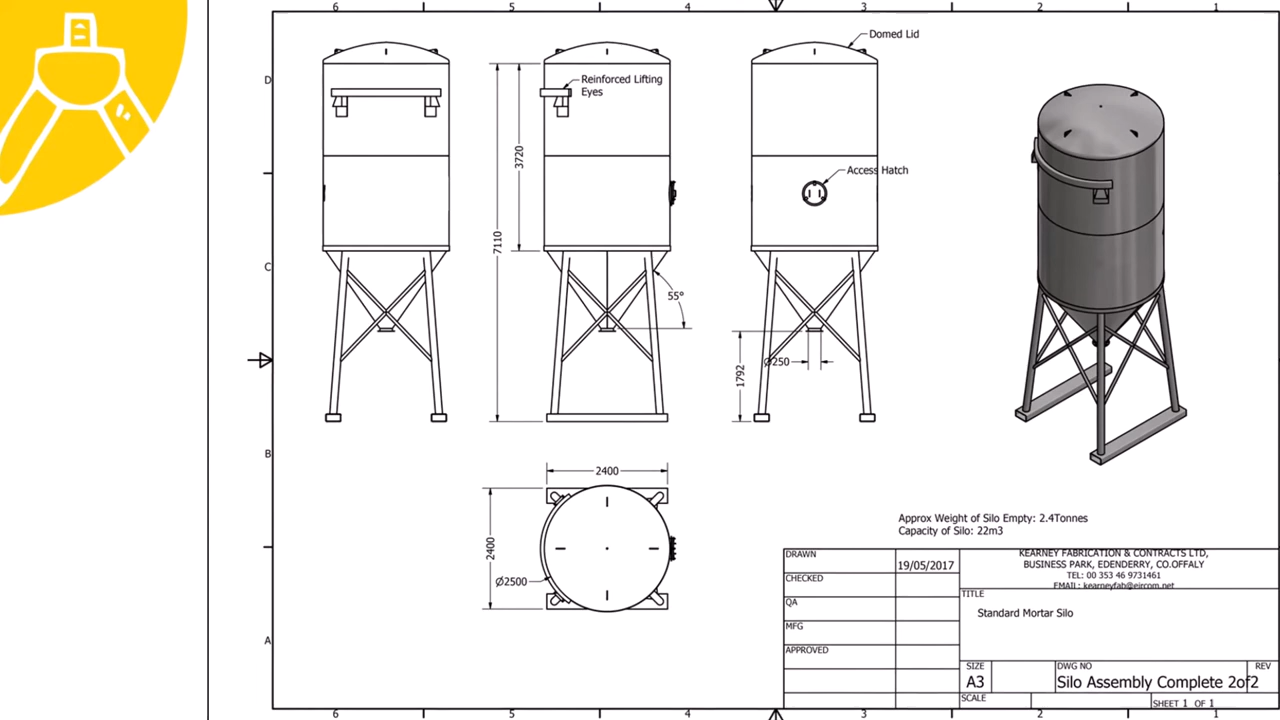 6 5 4 3 2 1
D
C
B
A
Domed Lid
Reinforced Lifting
Eyes
Access Hatch
3720
7110
55°
1792
Ø250
2400
2400
Ø2500
Approx Weight of Silo Empty: 2.4Tonnes
Capacity of Silo: 22m3
DRAWN
19/05/2017
CHECKED
QA
MFG
APPROVED
KEARNEY FABRICATION & CONTRACTS LTD,
BUSINESS PARK, EDENDERRY, CO.OFFALY
TEL: 00 353 46 9731461
EMAIL: kearneyfab@eircom.net
TITLE
Standard Mortar Silo
SIZE
A3
DWG NO
Silo Assembly Complete 2of2
REV
SCALE
SHEET 1 OF 1
6 5 4 3 2 1